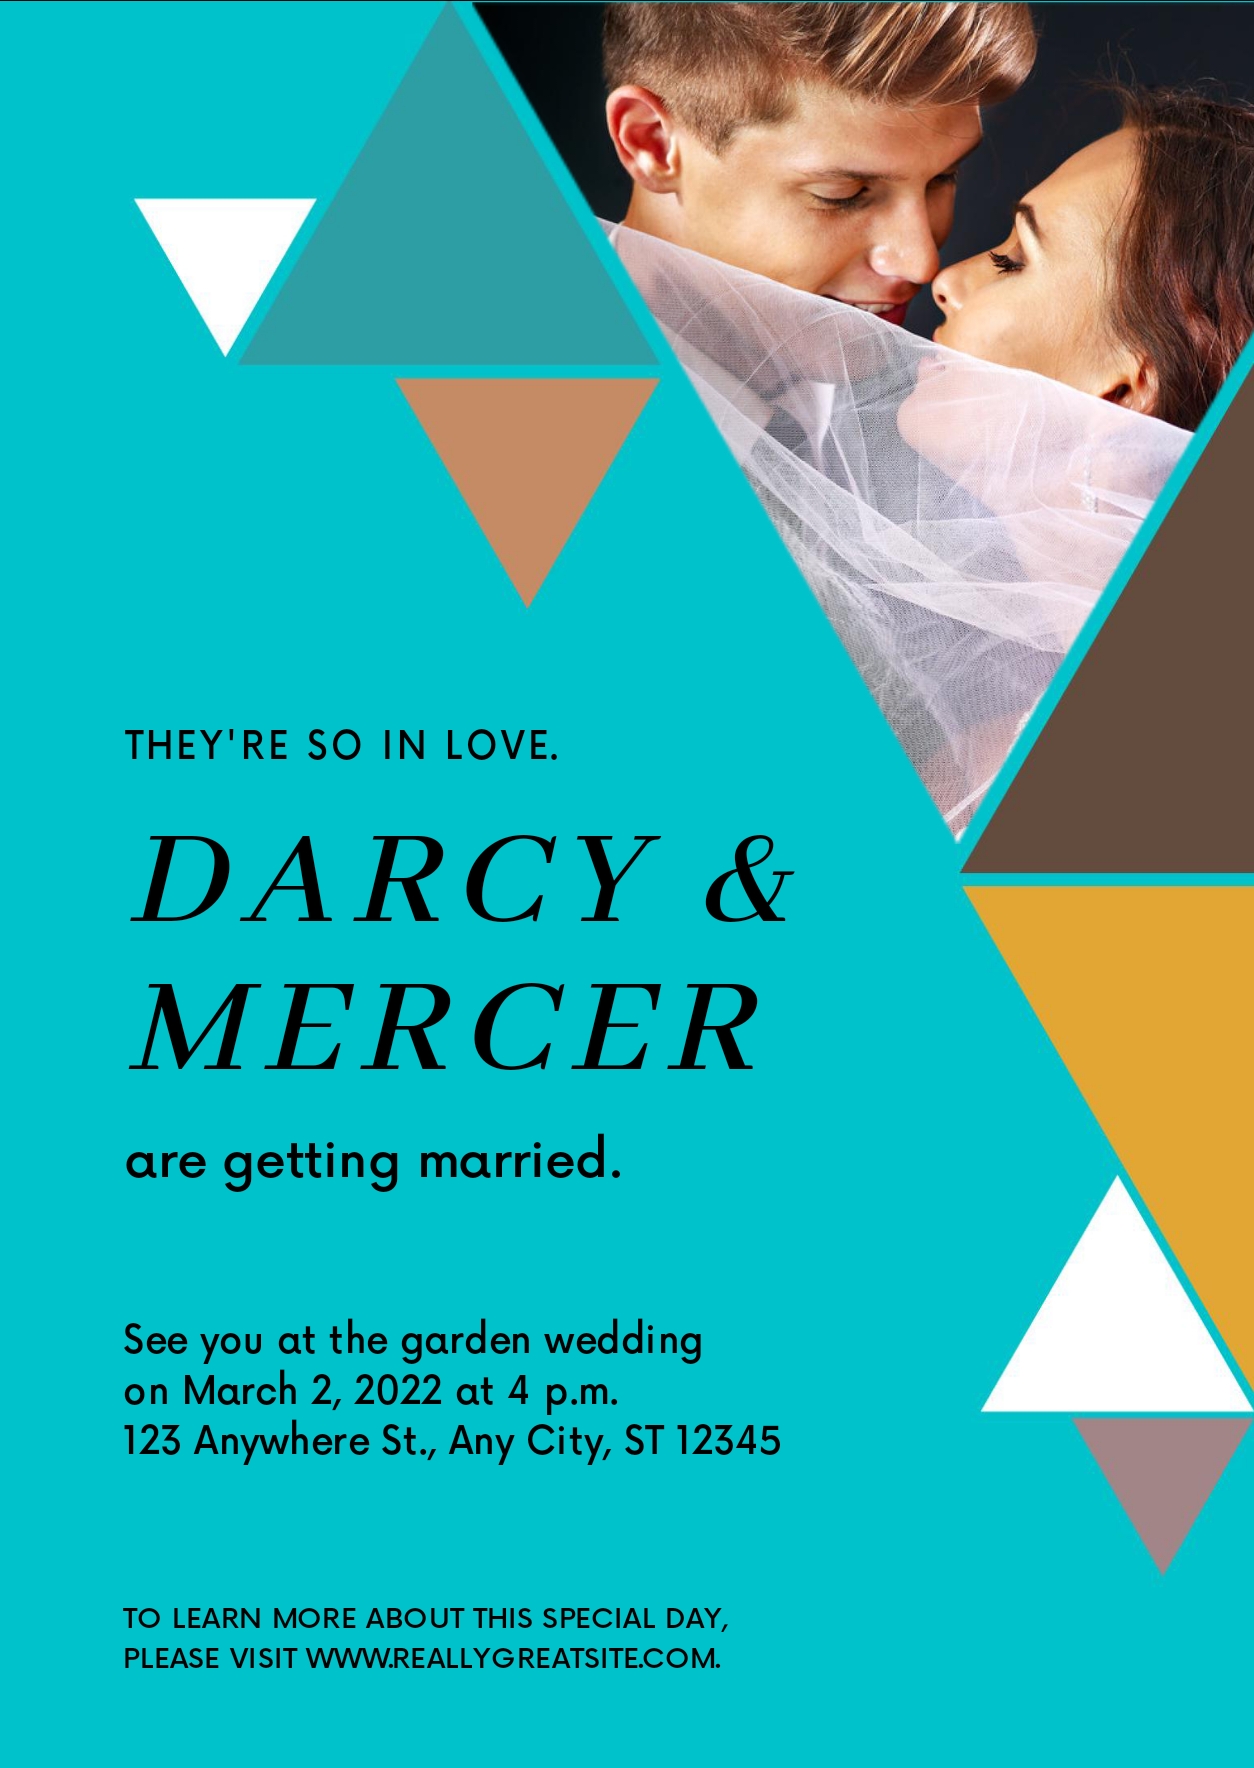 THEY'RE SO IN LOVE.
DARCY &
MERCER
are getting married.
See you at the garden wedding
on March 2, 2022 at 4 p.m.
123 Anywhere St., Any City, ST 12345
TO LEARN MORE ABOUT THIS SPECIAL DAY,
PLEASE VISIT WWW.REALLYGREATSITE.COM.